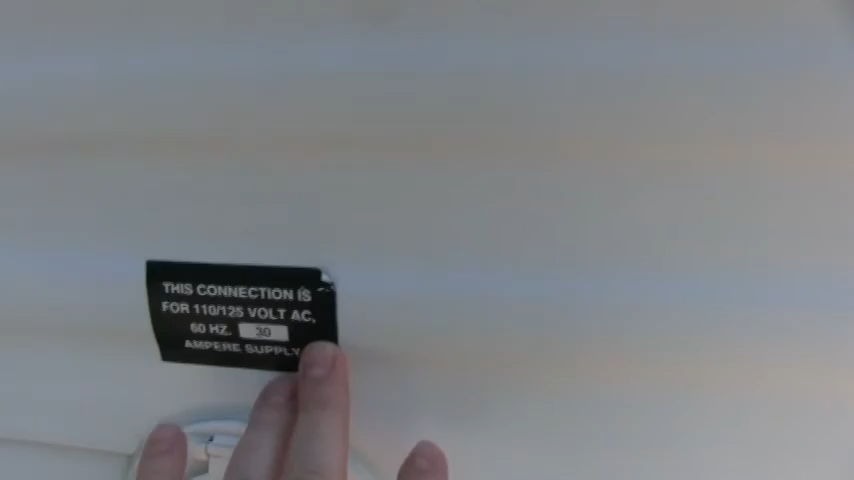 THIS CONNECTION IS
FOR 110/125 VOLT AC,
60 HZ. 30
AMPERE SUPPLY